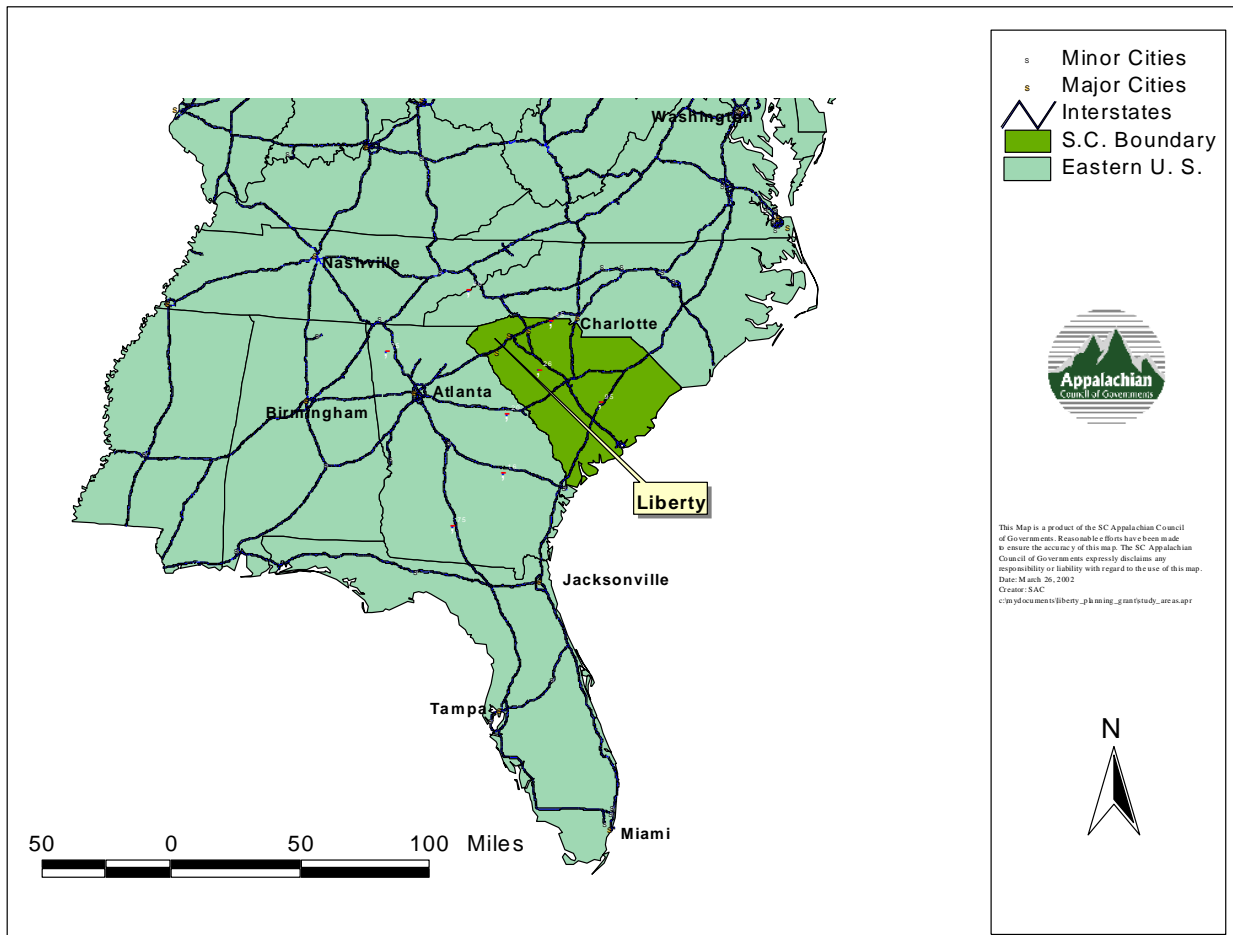 Minor Cities
Major Cities
Interstates
S.C. Boundary
Eastern U. S.
Washington
Nashville
Charlotte
Atlanta
Birmingham
Liberty
Jacksonville
Tampa
Miami
50 0 50 100 Miles
Appalachian
Council of Governments
This Map is a product of the SC Appalachian Council
of Governments. Reasonable efforts have been made
to ensure the accuracy of this map. The SC Appalachian
Council of Governments expressly disclaims any
responsibility or liability with regard to the use of this map.
Date: March 26, 2002
Creator: SAC
c:\mydocuments\liberty_planning_grant\study_areas.apr
N